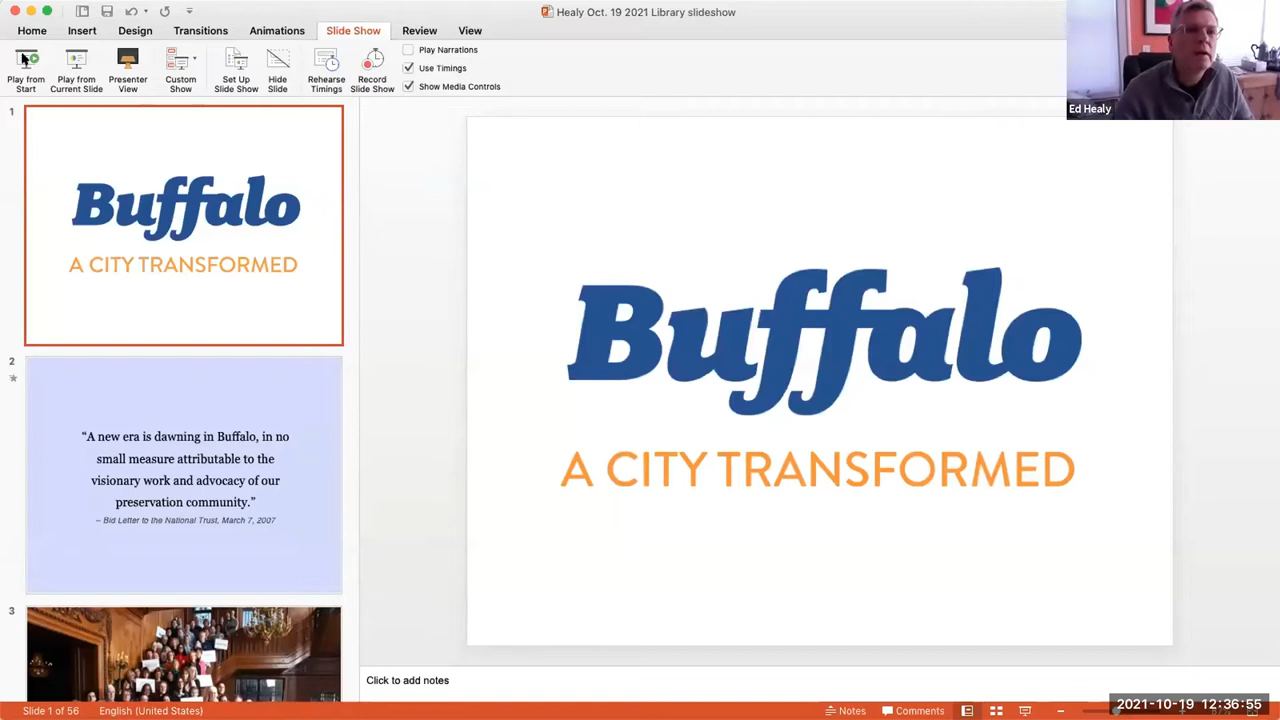 Healy Oct. 19 2021 Library slideshow
Home Insert Design Transitions Animations Slide Show Review View
Play from Start
Play from Current Slide
Presenter View
Custom Show
Set Up Slide Show
Hide Slide
Rehearse Timings
Record Slide Show
Play Narrations
Use Timings
Show Media Controls
Ed Healy
1
Buffalo
A CITY TRANSFORMED
2
“A new era is dawning in Buffalo, in no
small measure attributable to the
visionary work and advocacy of our
preservation community.”
– Bid Letter to the National Trust, March 7, 2007
3
Buffalo
A CITY TRANSFORMED
Click to add notes
Slide 1 of 56 English (United States) Notes Comments
2021-10-19 12:36:55